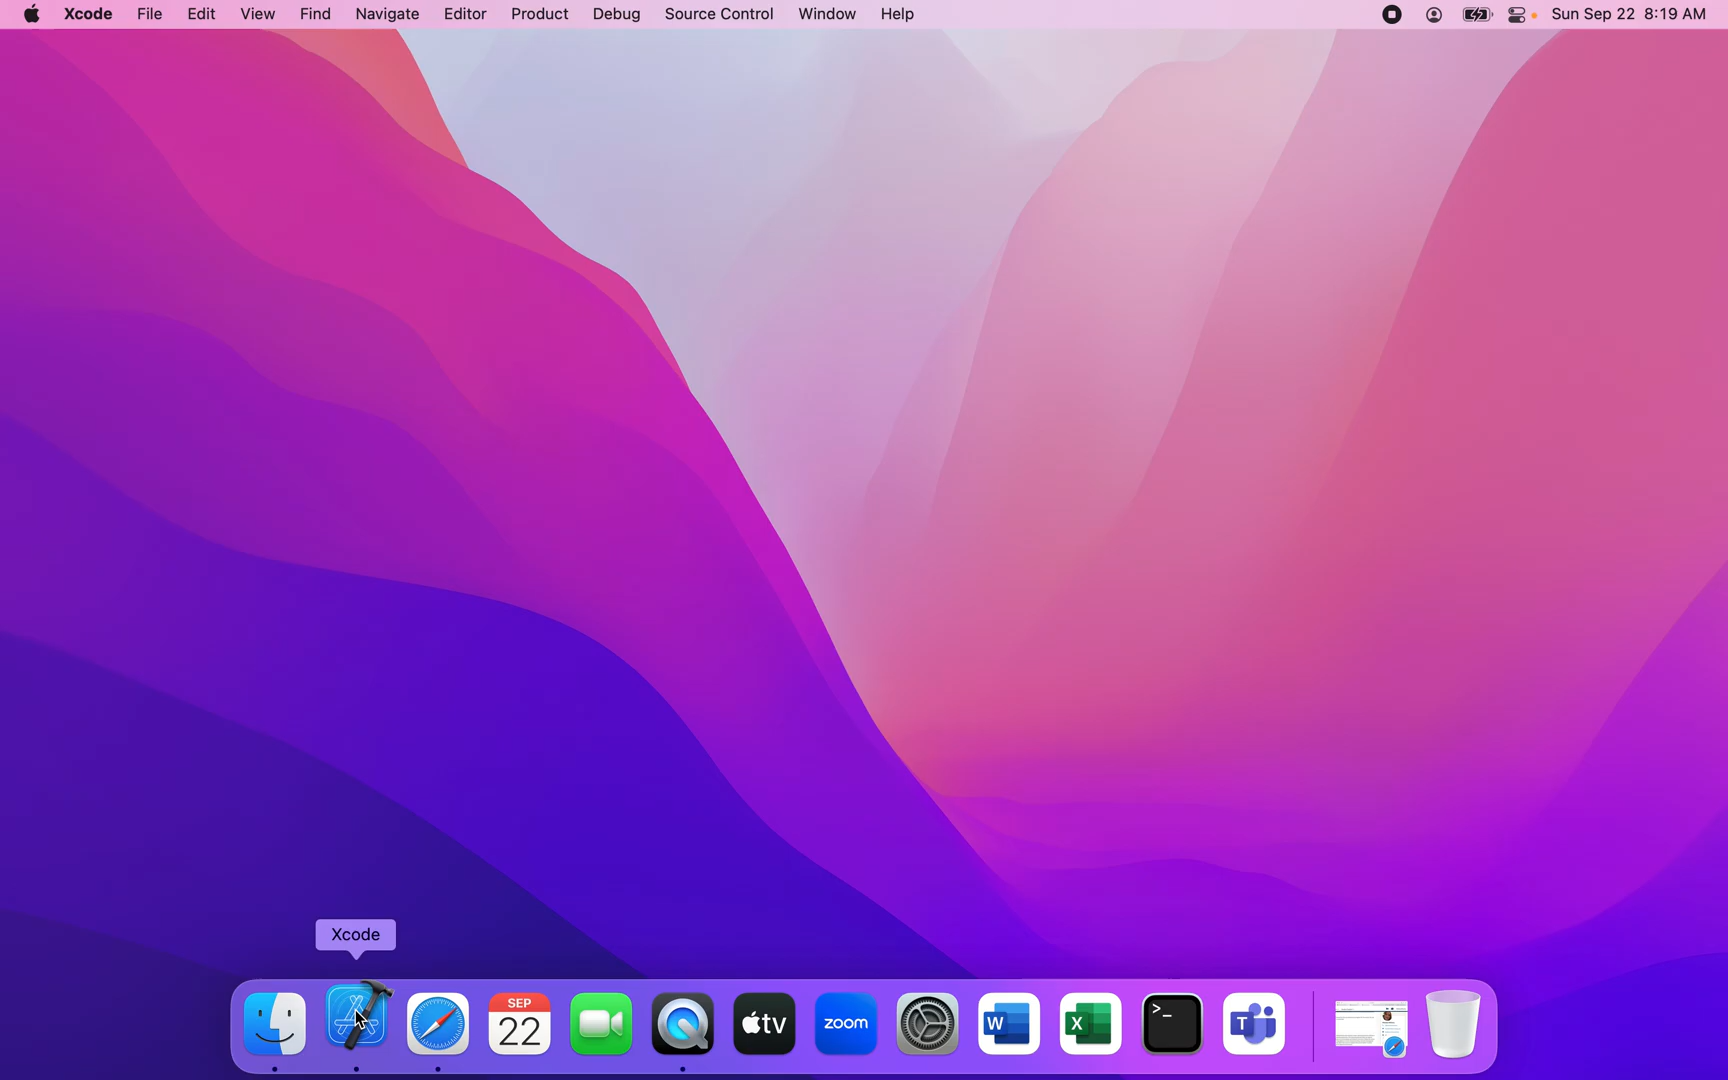 Xcode File Edit View Find Navigate Editor Product Debug Source Control Window Help Sun Sep 22 8:19 AM
Xcode
SEP
22
tv
zoom
W
X
>_
T